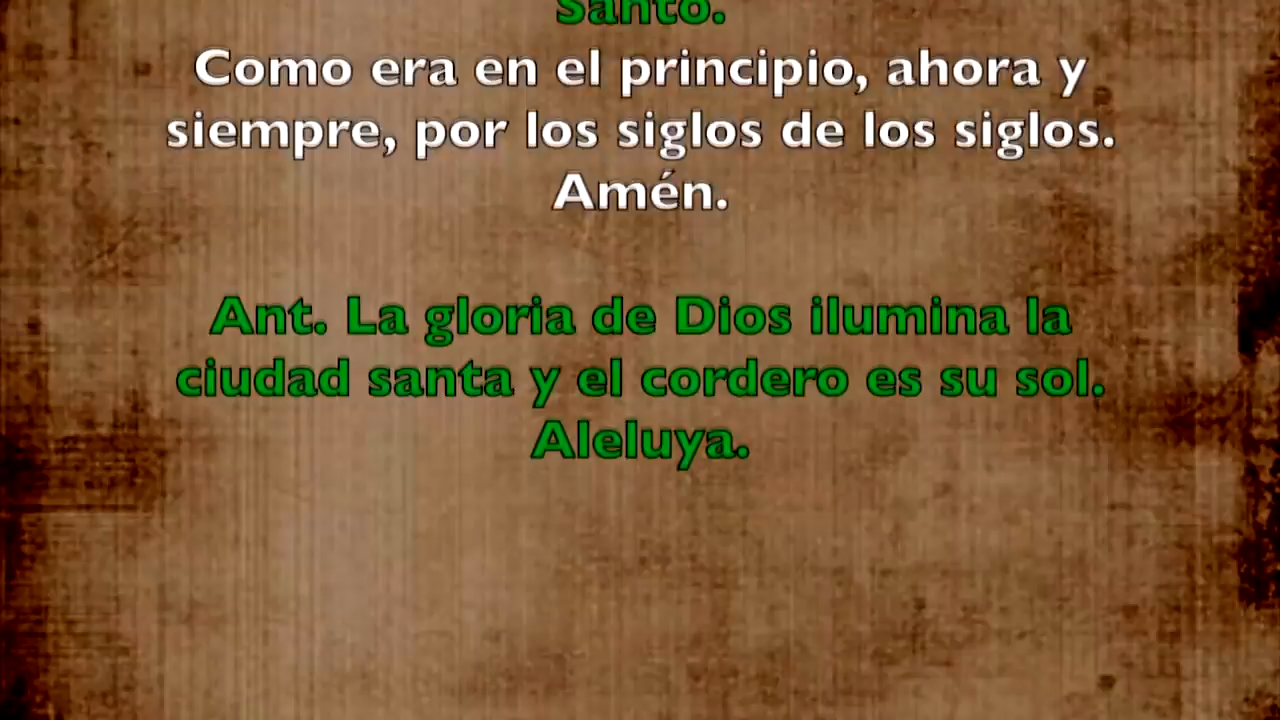 Santo.
Como era en el principio, ahora y
siempre, por los siglos de los siglos.
Amén.
Ant. La gloria de Dios ilumina la
ciudad santa y el cordero es su sol.
Aleluya.